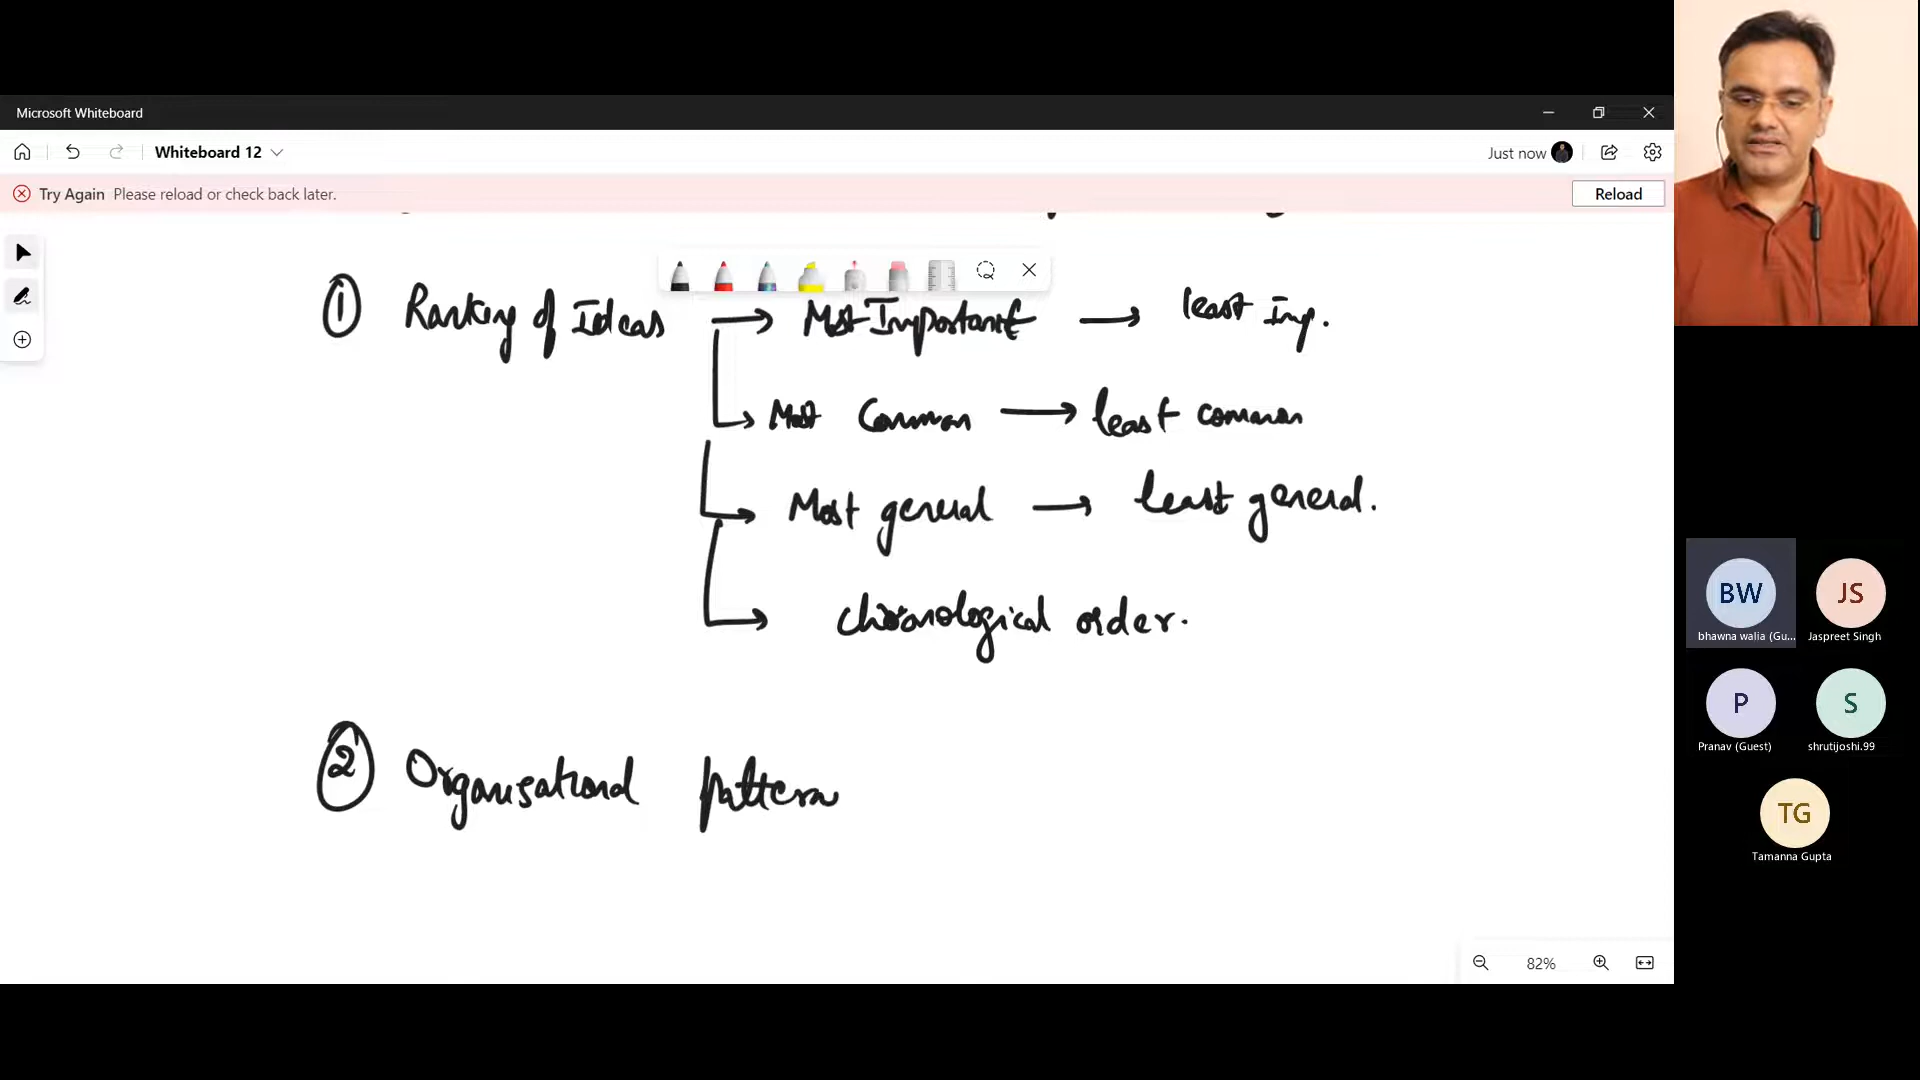 Microsoft Whiteboard
Whiteboard 12
Just now
Try Again Please reload or check back later.
Reload
① Ranking of Ideas → Most Important → least Imp.
→ Most Common → least common
→ Most general → least general.
→ chronological order.
② Organisational pattern
82%
BW
bhawna walia (Gu...
JS
Jaspreet Singh
P
Pranav (Guest)
S
shrutijoshi.99
TG
Tamanna Gupta